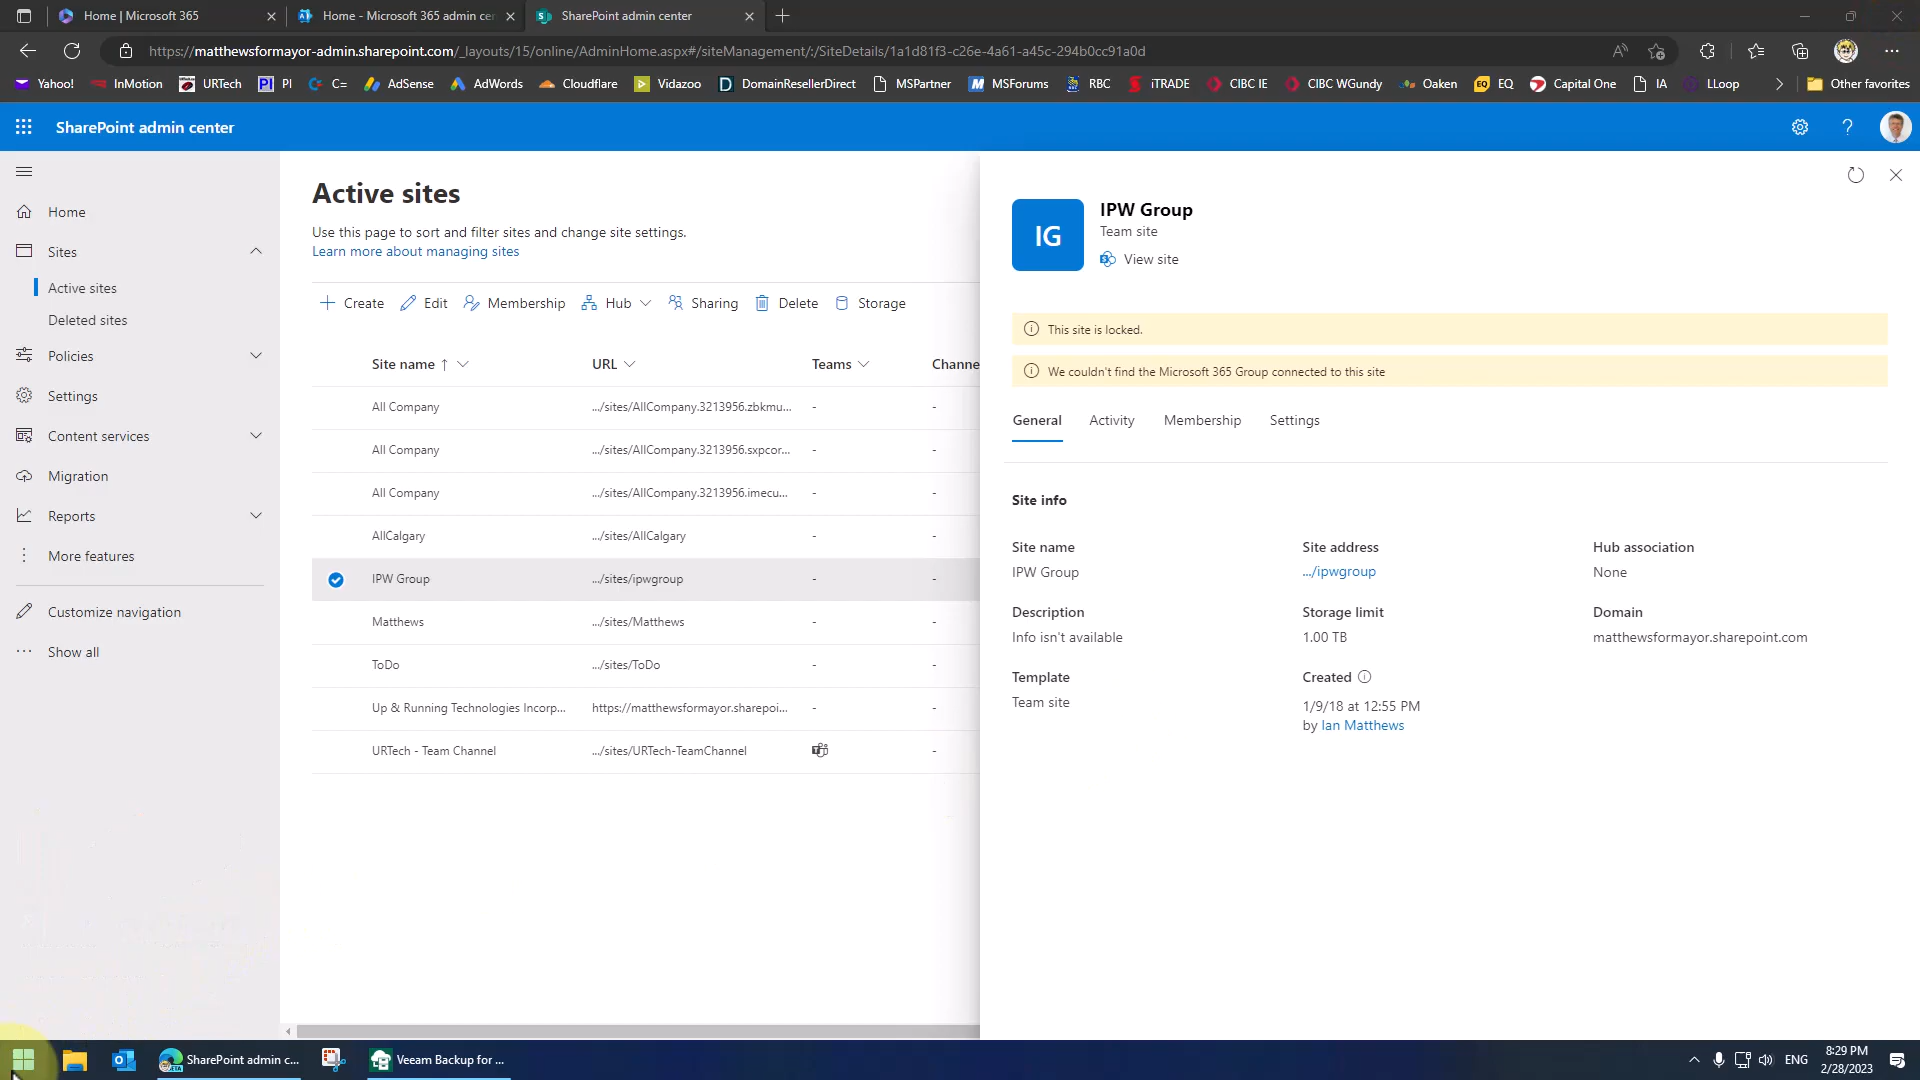 Home | Microsoft 365
Home - Microsoft 365 admin cer
SharePoint admin center
https://matthewsformayor-admin.sharepoint.com/_layouts/15/online/AdminHome.aspx#/siteManagement/:/SiteDetails/1a1d81f3-c26e-4a61-a45c-294b0cc91a0d
Yahoo! InMotion URTech PI C= AdSense AdWords Cloudflare Vidazoo DomainResellerDirect MSPartner MSForums RBC iTRADE CIBC IE CIBC WGundy Oaken EQ Capital One IA LLoop Other favorites
SharePoint admin center
Home
Sites
Active sites
Deleted sites
Policies
Settings
Content services
Migration
Reports
More features
Customize navigation
Show all
Active sites
Use this page to sort and filter sites and change site settings.
Learn more about managing sites
Create Edit Membership Hub Sharing Delete Storage
Site name ↑ URL Teams Channe
All Company .../sites/AllCompany.3213956.zbkmu... - -
All Company .../sites/AllCompany.3213956.sxpcor... - -
All Company .../sites/AllCompany.3213956.imecu... - -
AllCalgary .../sites/AllCalgary - -
IPW Group .../sites/ipwgroup - -
Matthews .../sites/Matthews - -
ToDo .../sites/ToDo - -
Up & Running Technologies Incorp... https://matthewsformayor.sharepoi... - -
URTech - Team Channel .../sites/URTech-TeamChannel -
IG
IPW Group
Team site
View site
This site is locked.
We couldn't find the Microsoft 365 Group connected to this site
General Activity Membership Settings
Site info
Site name Site address Hub association
IPW Group .../ipwgroup None
Description Storage limit Domain
Info isn't available 1.00 TB matthewsformayor.sharepoint.com
Template Created
Team site 1/9/18 at 12:55 PM
by Ian Matthews
SharePoint admin c...
BETA
Veeam Backup for ...
ENG
8:29 PM
2/28/2023